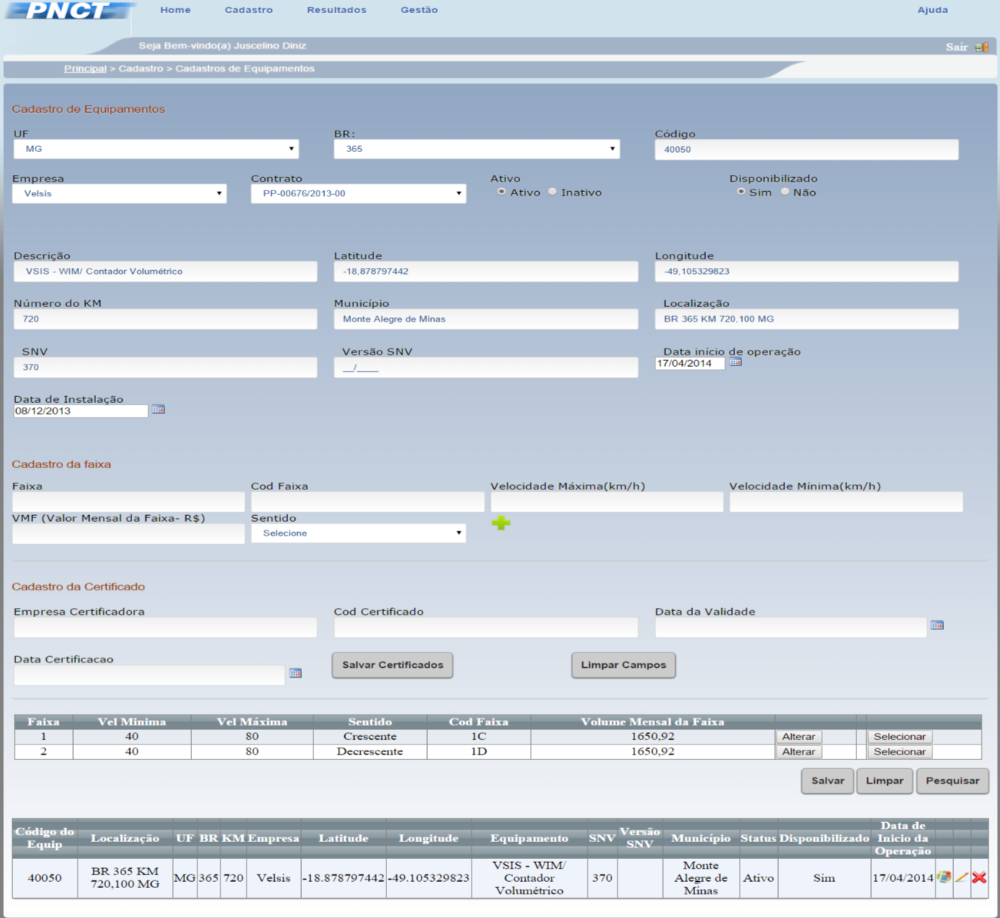 PNCT Home Cadastro Resultados Gestão Ajuda
Seja Bem-vindo(a) Juscelino Diniz Sair
Principal > Cadastro > Cadastros de Equipamentos
Cadastro de Equipamentos
UF BR: Código
MG 365 40050
Empresa Contrato Ativo Disponibilizado
Velsis PP-00676/2013-00 Ativo Inativo Sim Não
Descrição Latitude Longitude
VSIS - WIM/ Contador Volumétrico -18,878797442 -49,105329823
Número do KM Município Localização
720 Monte Alegre de Minas BR 365 KM 720,100 MG
SNV Versão SNV Data início de operação
370 __/____ 17/04/2014
Data de Instalação
08/12/2013
Cadastro da faixa
Faixa Cod Faixa Velocidade Máxima(km/h) Velocidade Mínima(km/h)
VMF (Valor Mensal da Faixa- R$) Sentido
Selecione
Cadastro da Certificado
Empresa Certificadora Cod Certificado Data da Validade
Data Certificacao Salvar Certificados Limpar Campos
Faixa Vel Minima Vel Máxima Sentido Cod Faixa Volume Mensal da Faixa
1 40 80 Crescente 1C 1650,92 Alterar Selecionar
2 40 80 Decrescente 1D 1650,92 Alterar Selecionar
Salvar Limpar Pesquisar
Código do Equip Localização UF BR KM Empresa Latitude Longitude Equipamento SNV Versão SNV Município Status Disponibilizado Data de Inicio da Operação
40050 BR 365 KM 720,100 MG MG 365 720 Velsis -18.878797442 -49.105329823 VSIS - WIM/ Contador Volumétrico 370 Monte Alegre de Minas Ativo Sim 17/04/2014